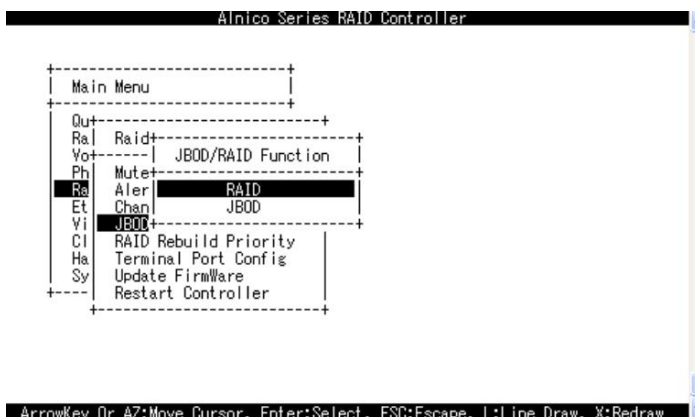 Alnico Series RAID Controller
Main Menu
Qu
Ra Raid
Vo JBOD/RAID Function
Ph Mute
Ra Aler RAID
Et Chan JBOD
Vi JBOD
Cl RAID Rebuild Priority
Ha Terminal Port Config
Sy Update FirmWare
Restart Controller
ArrowKey Or AZ:Move Cursor, Enter:Select, ESC:Escape, L:Line Draw, X:Redraw